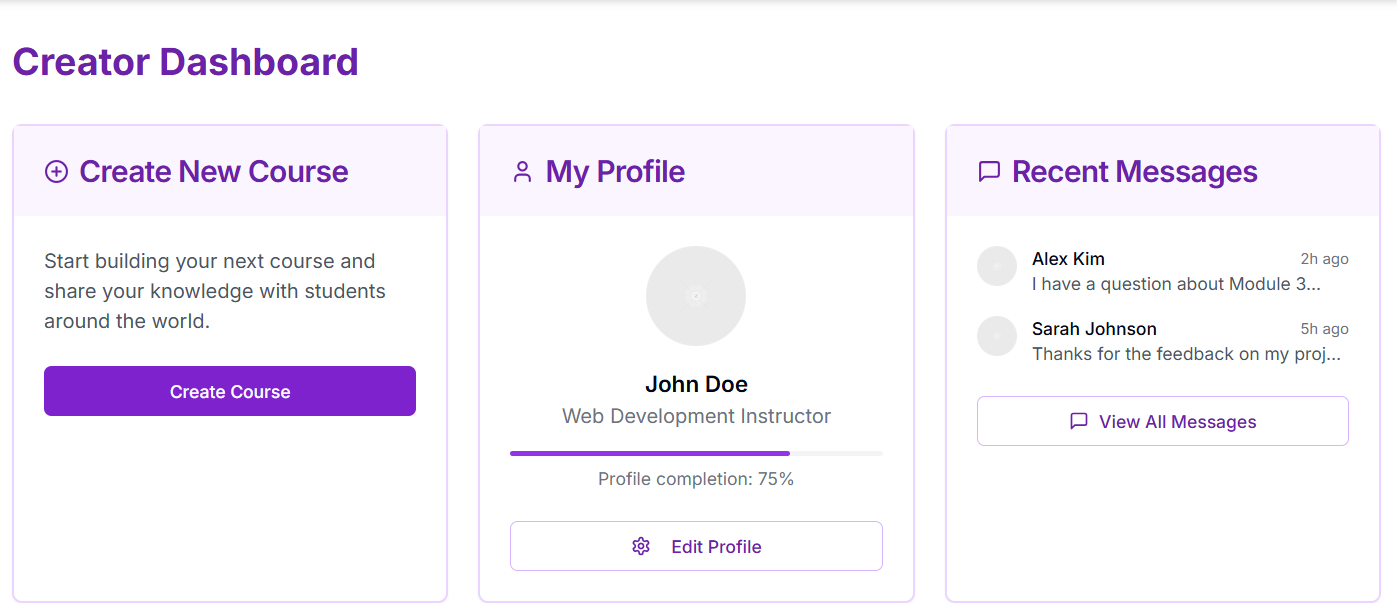 Creator Dashboard
Create New Course
Start building your next course and
share your knowledge with students
around the world.
Create Course
My Profile
John Doe
Web Development Instructor
Profile completion: 75%
Edit Profile
Recent Messages
Alex Kim 2h ago
I have a question about Module 3...
Sarah Johnson 5h ago
Thanks for the feedback on my proj...
View All Messages